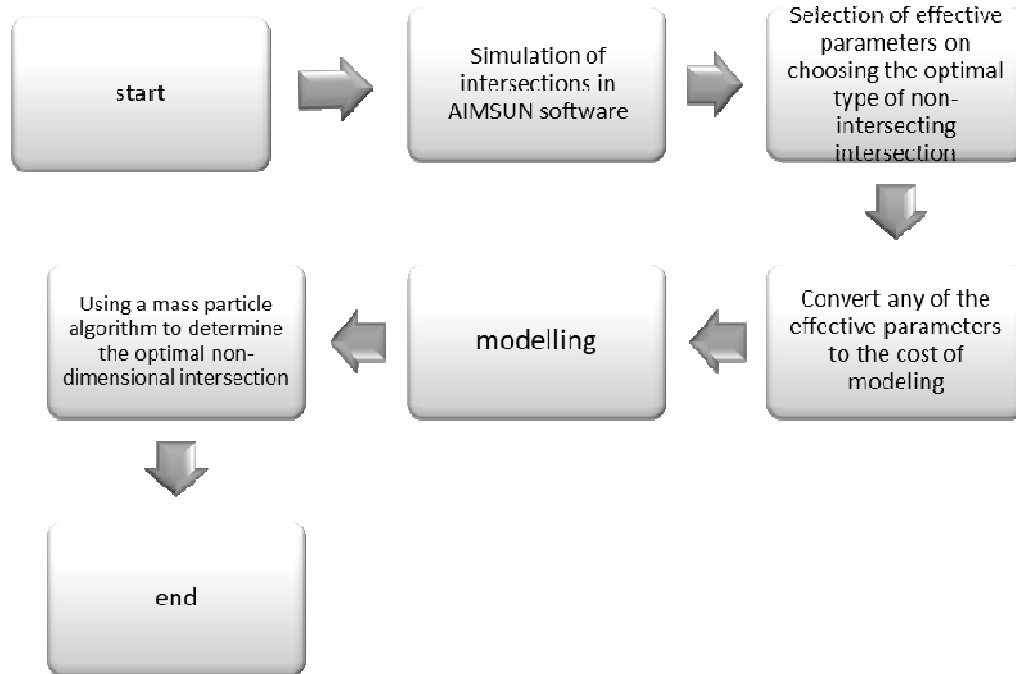 start
Simulation of
intersections in
AIMSUN software
Selection of effective
parameters on
choosing the optimal
type of non-
intersecting
intersection
Convert any of the
effective parameters
to the cost of
modeling
modelling
Using a mass particle
algorithm to determine
the optimal non-
dimensional intersection
end